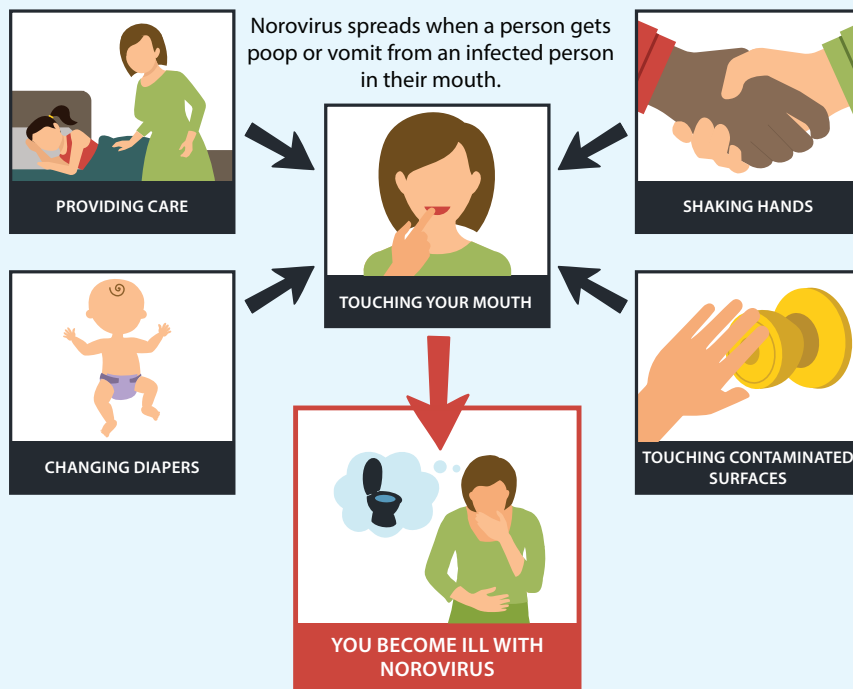 Norovirus spreads when a person gets
poop or vomit from an infected person
in their mouth.
PROVIDING CARE
SHAKING HANDS
TOUCHING YOUR MOUTH
CHANGING DIAPERS
TOUCHING CONTAMINATED
SURFACES
YOU BECOME ILL WITH
NOROVIRUS